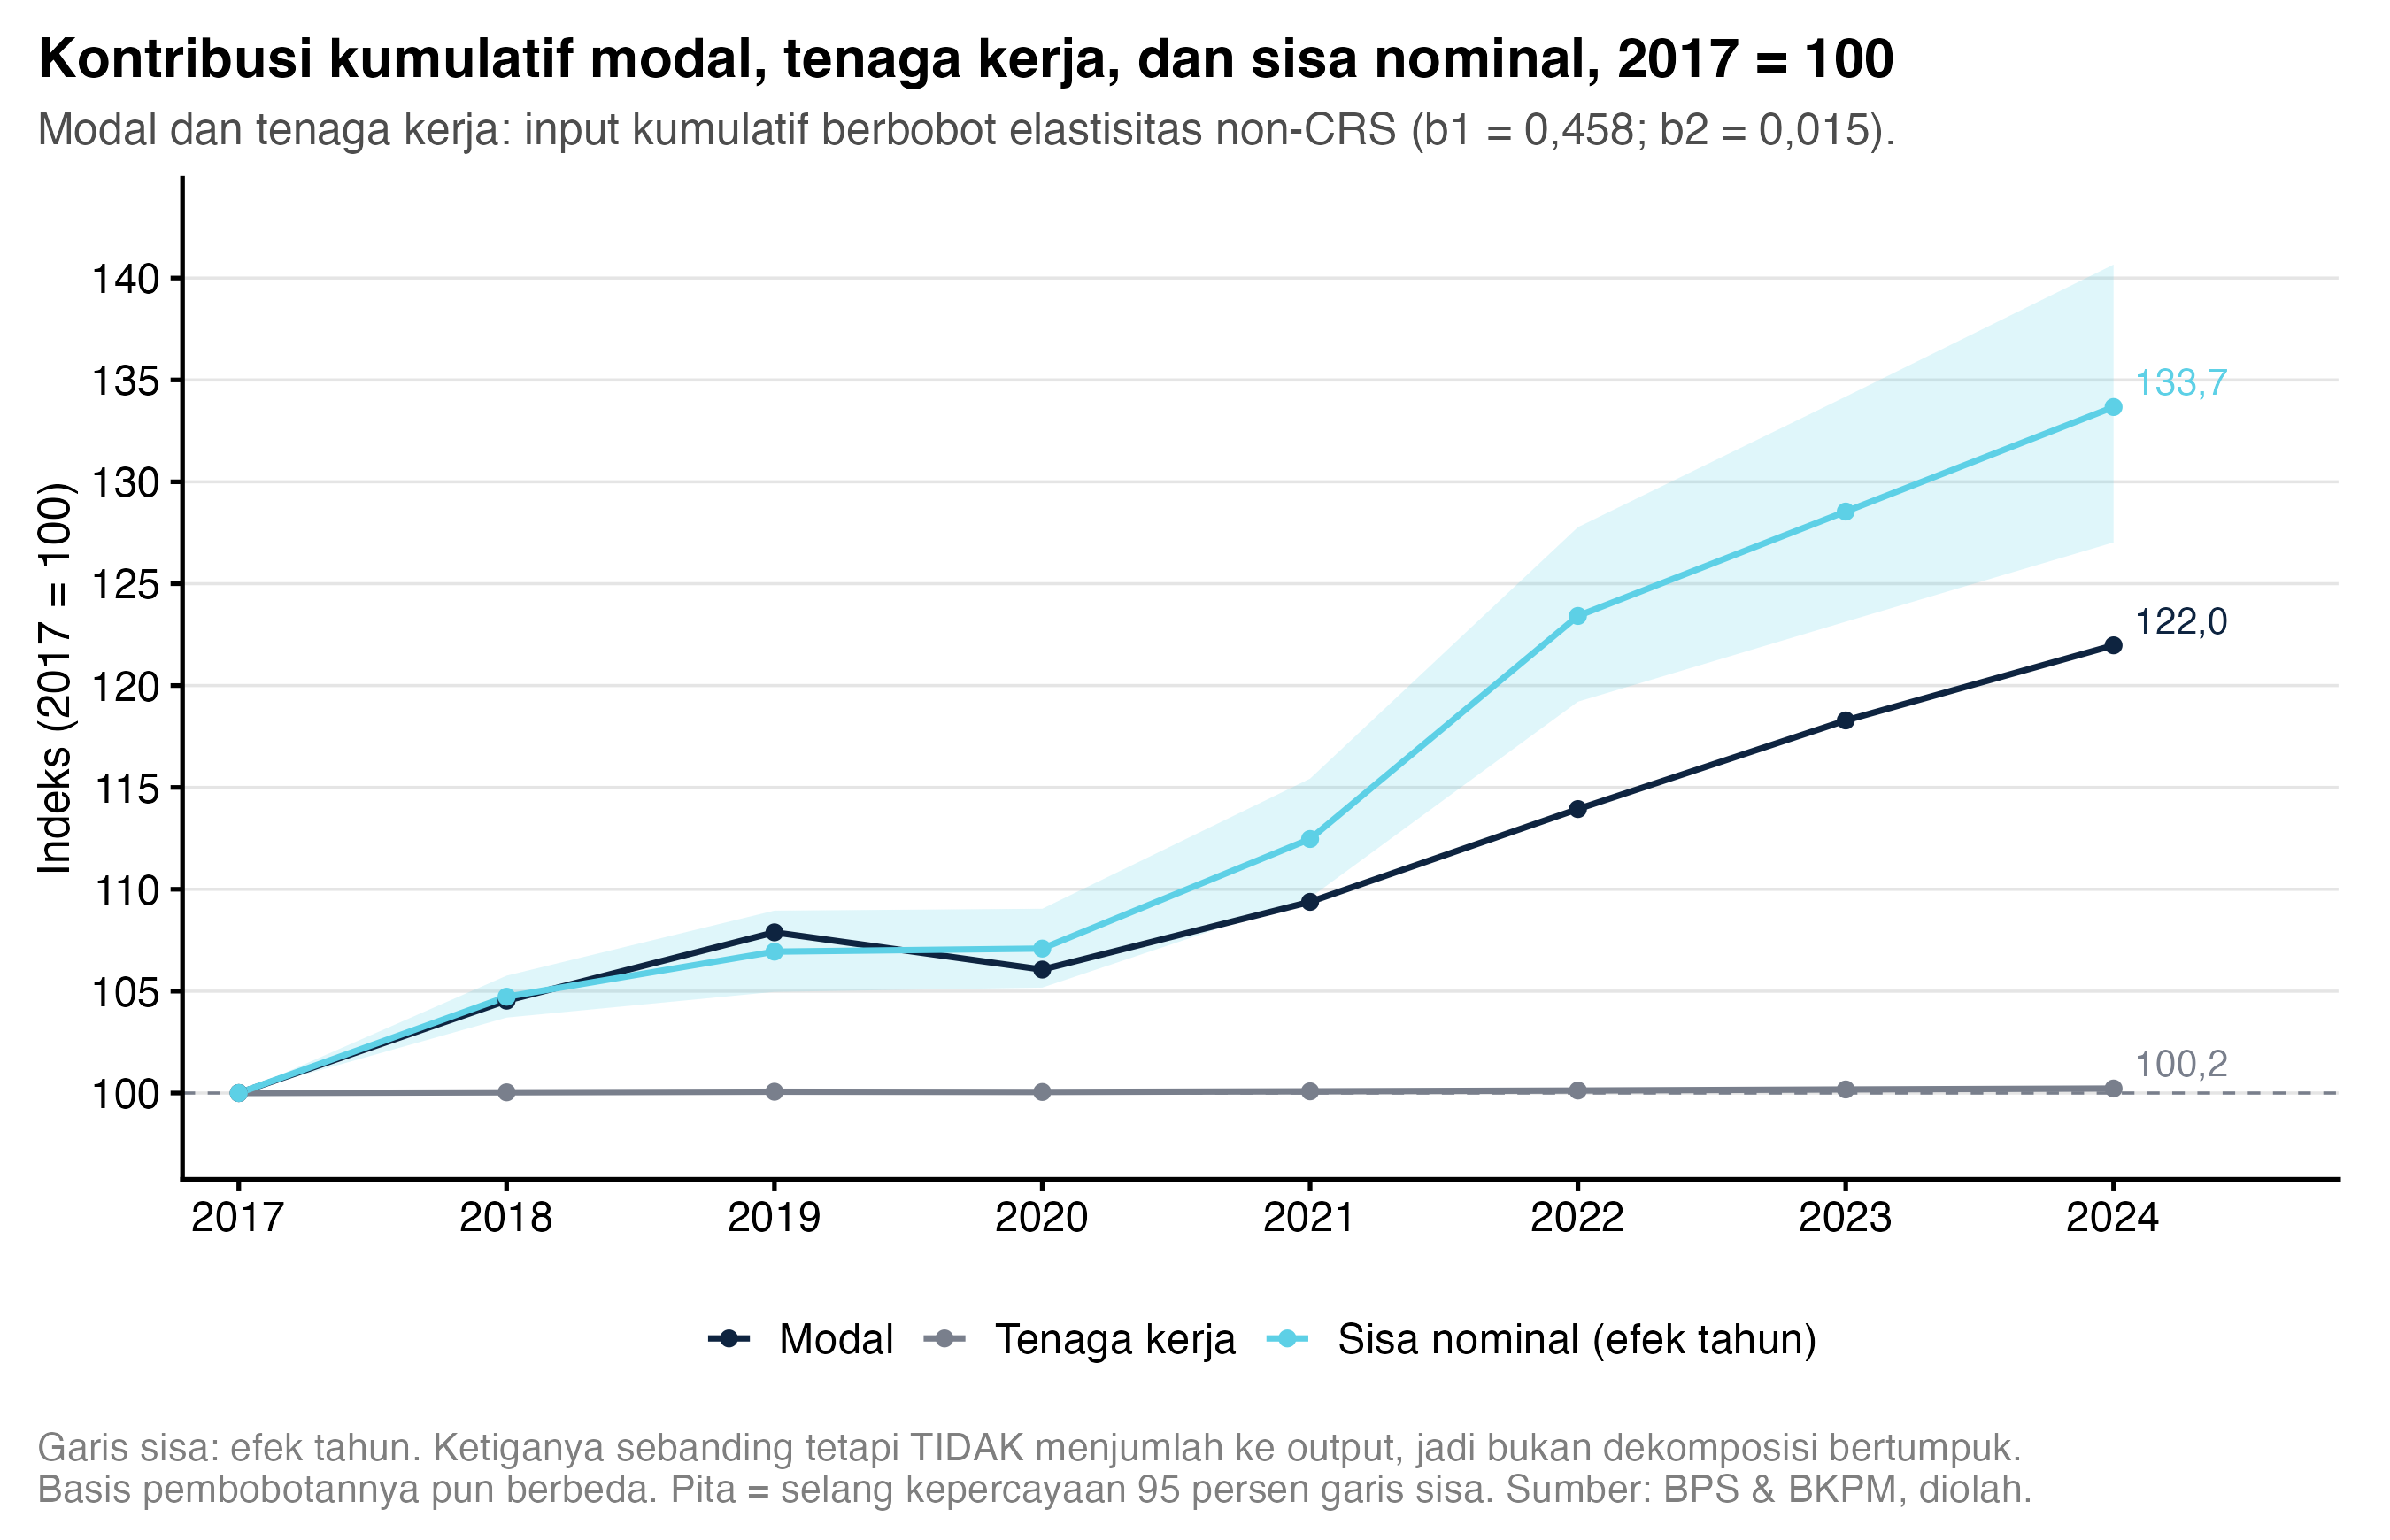 Kontribusi kumulatif modal, tenaga kerja, dan sisa nominal, 2017 = 100
Modal dan tenaga kerja: input kumulatif berbobot elastisitas non-CRS (b1 = 0,458; b2 = 0,015).
Indeks (2017 = 100)
140
135
130
125
120
115
110
105
100
133,7
122,0
100,2
2017 2018 2019 2020 2021 2022 2023 2024
Modal Tenaga kerja Sisa nominal (efek tahun)
Garis sisa: efek tahun. Ketiganya sebanding tetapi TIDAK menjumlah ke output, jadi bukan dekomposisi bertumpuk.
Basis pembobotannya pun berbeda. Pita = selang kepercayaan 95 persen garis sisa. Sumber: BPS & BKPM, diolah.